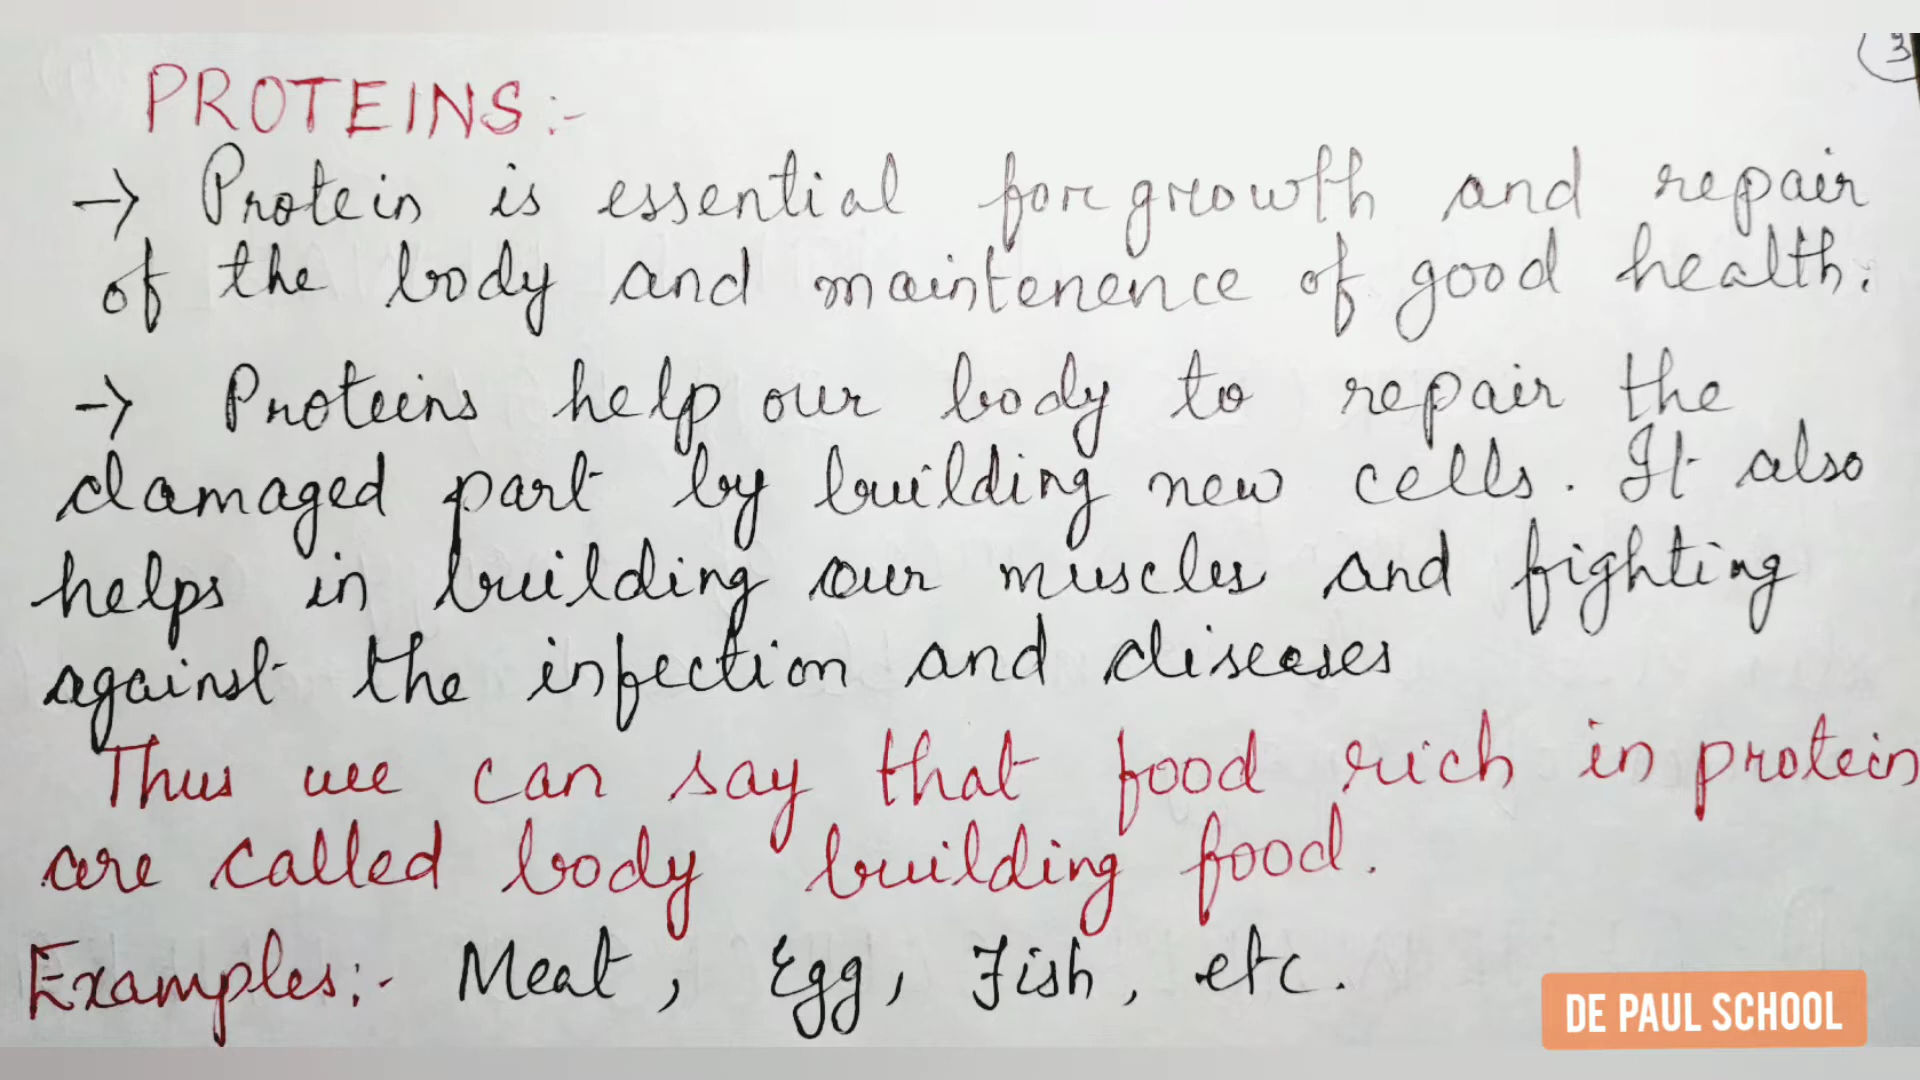 3
PROTEINS:-
→ Protein is essential for growth and repair
of the body and maintenence of good health.
→ Proteins help our body to repair the
damaged part by building new cells. It also
helps in building our muscles and fighting
against the infection and diseases
Thus we can say that food rich in protein
are called body building food.
Examples:- Meat, Egg, Fish, etc.
DE PAUL SCHOOL